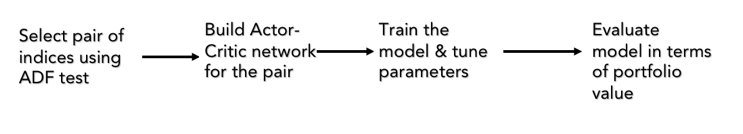 Select pair of
indices using
ADF test
Build Actor-
Critic network
for the pair
Train the
model & tune
parameters
Evaluate
model in terms
of portfolio
value